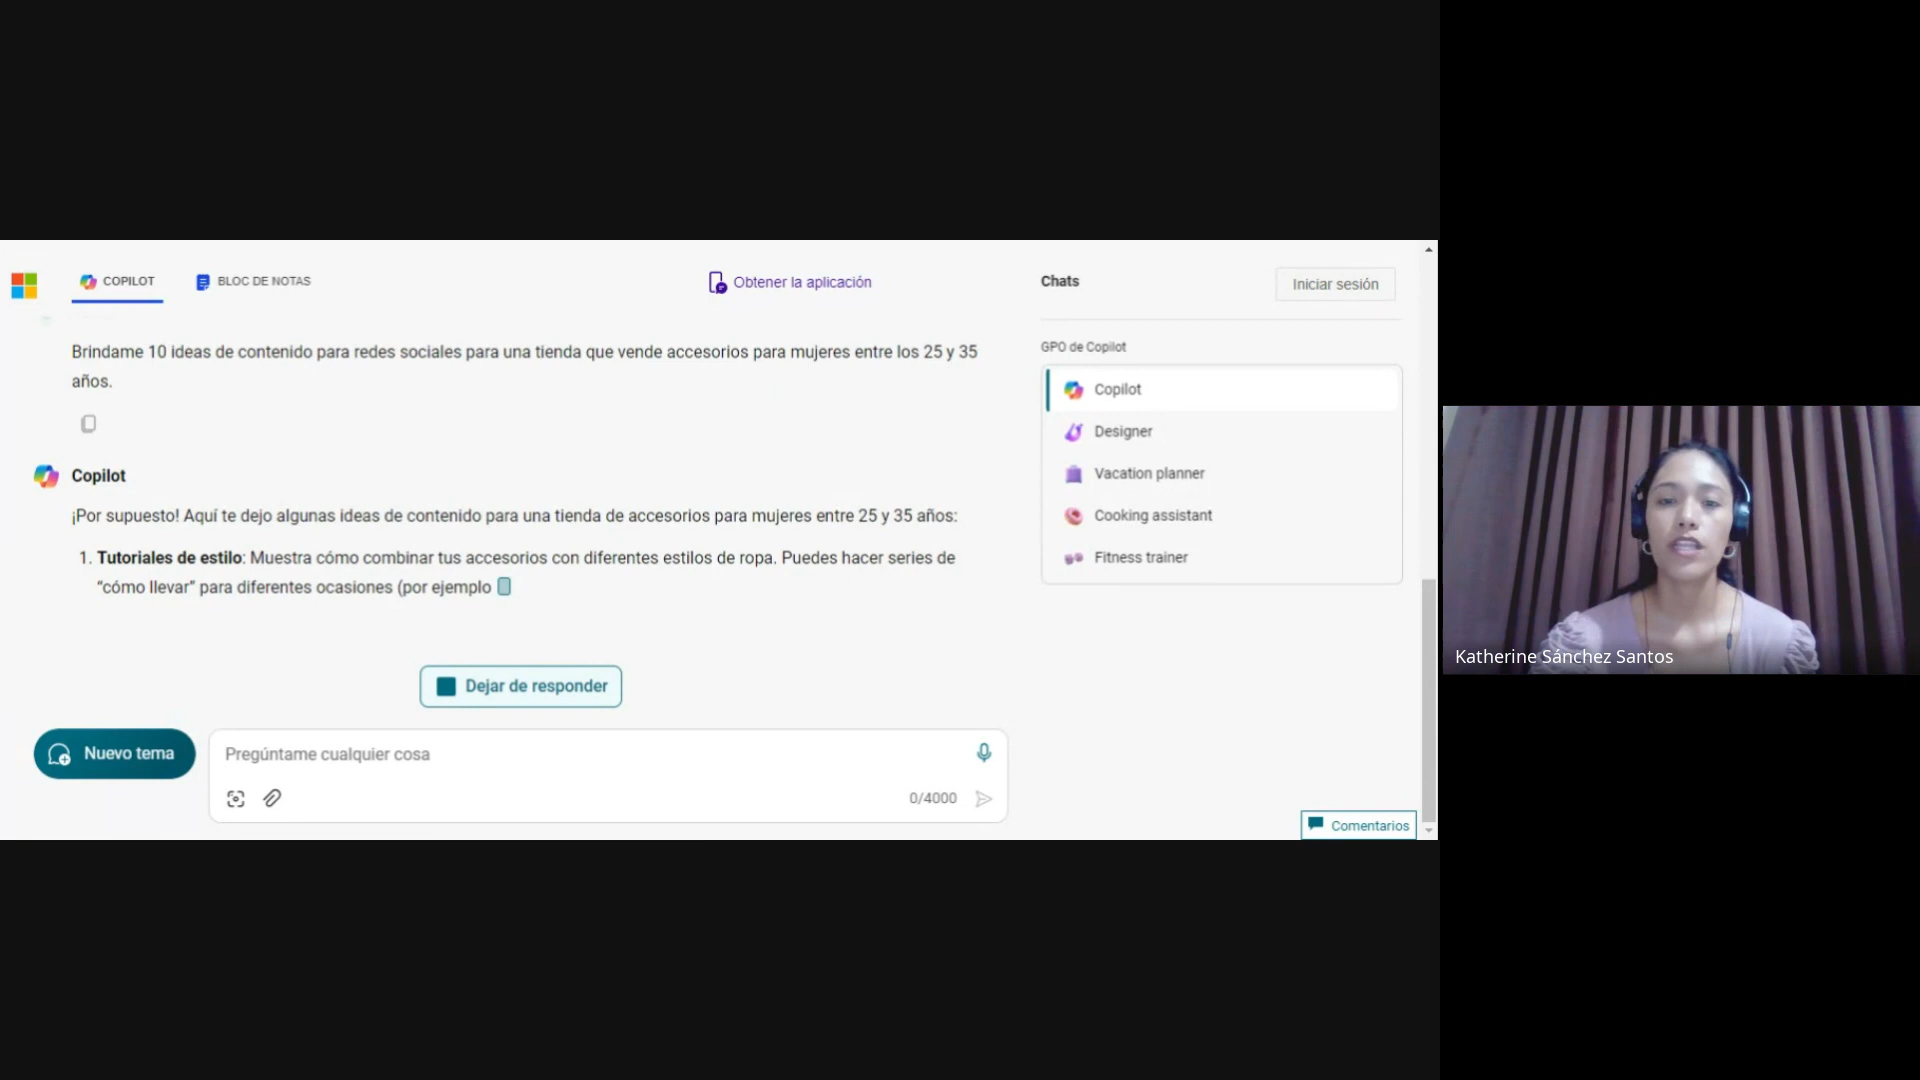 COPILOT
BLOC DE NOTAS
Obtener la aplicación
Chats
Iniciar sesión
Brindame 10 ideas de contenido para redes sociales para una tienda que vende accesorios para mujeres entre los 25 y 35
años.
Copilot
¡Por supuesto! Aquí te dejo algunas ideas de contenido para una tienda de accesorios para mujeres entre 25 y 35 años:
1. Tutoriales de estilo: Muestra cómo combinar tus accesorios con diferentes estilos de ropa. Puedes hacer series de
“cómo llevar” para diferentes ocasiones (por ejemplo
Dejar de responder
Nuevo tema
Pregúntame cualquier cosa
0/4000
GPO de Copilot
Copilot
Designer
Vacation planner
Cooking assistant
Fitness trainer
Comentarios
Katherine Sánchez Santos